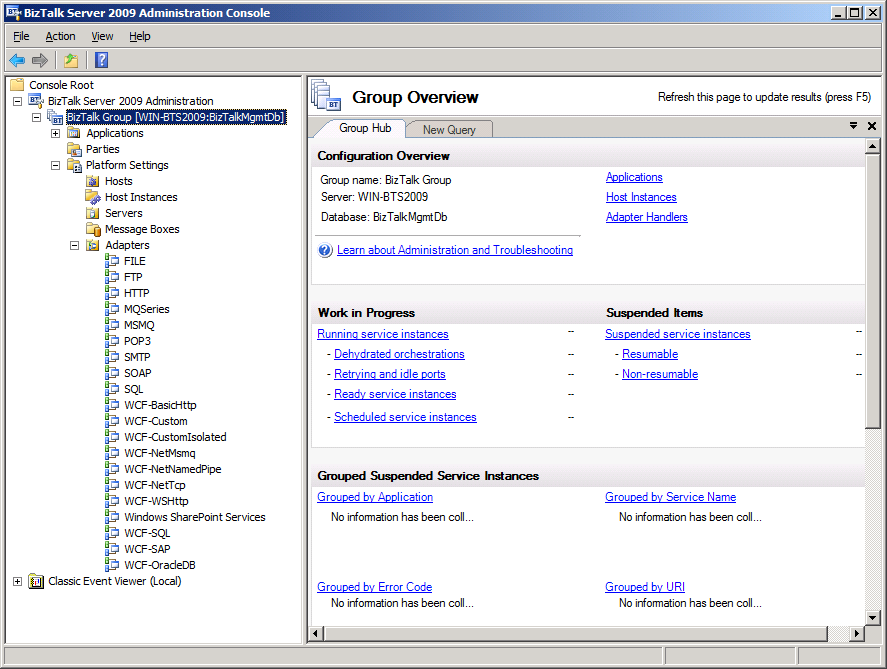 BizTalk Server 2009 Administration Console
File Action View Help
Console Root
BizTalk Server 2009 Administration
BizTalk Group [WIN-BTS2009:BizTalkMgmtDb]
Applications
Parties
Platform Settings
Hosts
Host Instances
Servers
Message Boxes
Adapters
FILE
FTP
HTTP
MQSeries
MSMQ
POP3
SMTP
SOAP
SQL
WCF-BasicHttp
WCF-Custom
WCF-CustomIsolated
WCF-NetMsmq
WCF-NetNamedPipe
WCF-NetTcp
WCF-WSHttp
Windows SharePoint Services
WCF-SQL
WCF-SAP
WCF-OracleDB
Classic Event Viewer (Local)
BT
Group Overview
Refresh this page to update results (press F5)
Group Hub New Query
Configuration Overview
Group name: BizTalk Group
Server: WIN-BTS2009
Database: BizTalkMgmtDb
Applications
Host Instances
Adapter Handlers
Learn about Administration and Troubleshooting
Work in Progress
Running service instances --
- Dehydrated orchestrations --
- Retrying and idle ports --
- Ready service instances --
- Scheduled service instances --
Suspended Items
Suspended service instances --
- Resumable --
- Non-resumable --
Grouped Suspended Service Instances
Grouped by Application
No information has been coll...
Grouped by Service Name
No information has been coll...
Grouped by Error Code
No information has been coll...
Grouped by URI
No information has been coll...